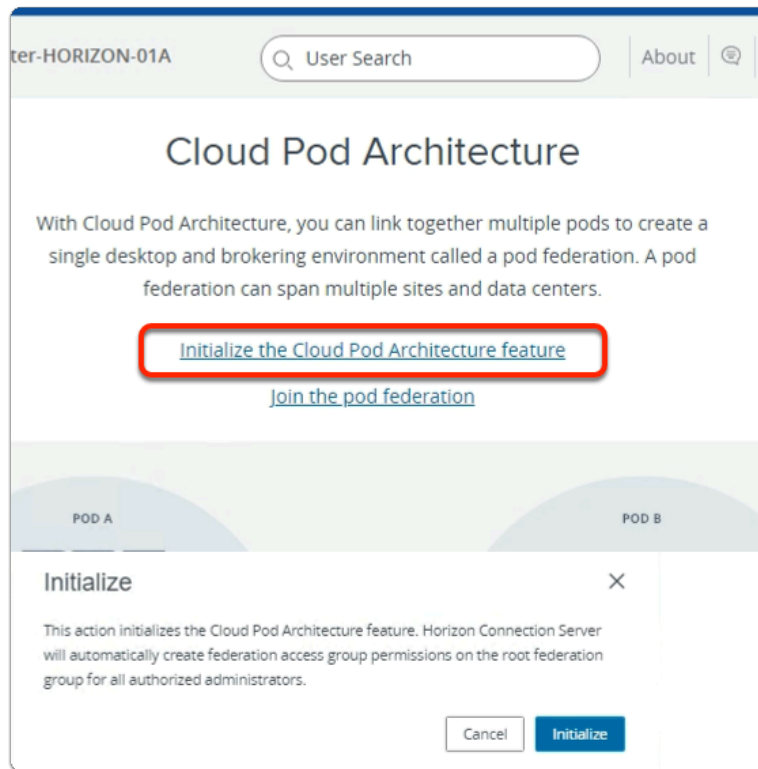 ter-HORIZON-01A
User Search
About
Cloud Pod Architecture
With Cloud Pod Architecture, you can link together multiple pods to create a
single desktop and brokering environment called a pod federation. A pod
federation can span multiple sites and data centers.
Initialize the Cloud Pod Architecture feature
Join the pod federation
POD A
POD B
Initialize
This action initializes the Cloud Pod Architecture feature. Horizon Connection Server
will automatically create federation access group permissions on the root federation
group for all authorized administrators.
Cancel
Initialize